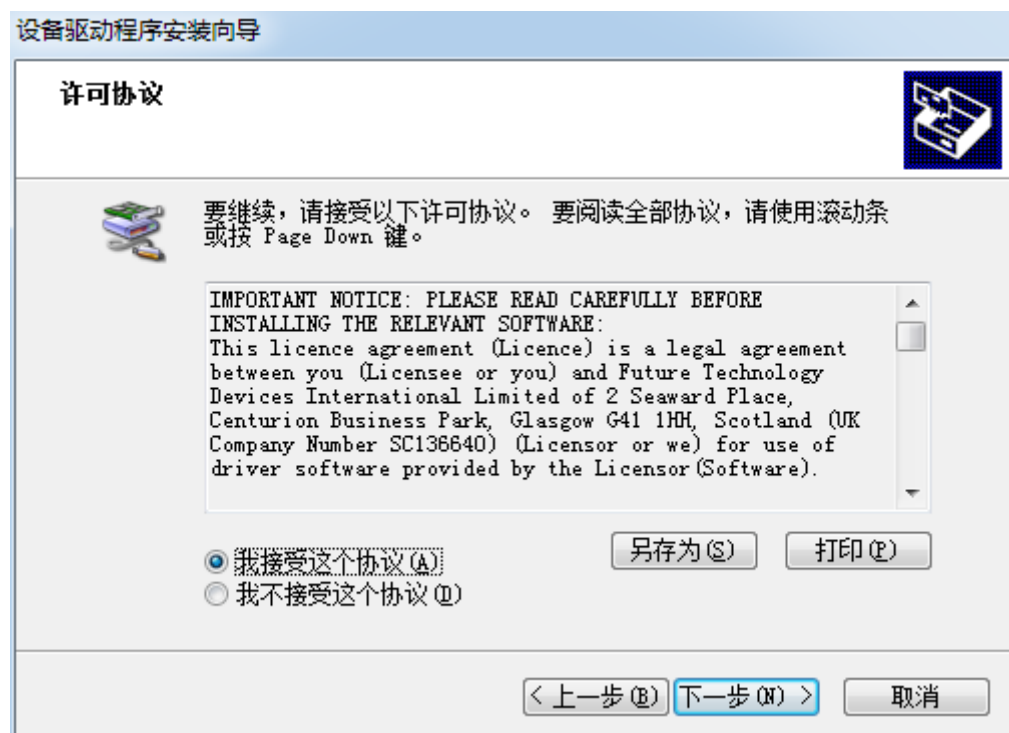 设备驱动程序安装向导
许可协议
要继续，请接受以下许可协议。 要阅读全部协议，请使用滚动条
或按 Page Down 键。
IMPORTANT NOTICE: PLEASE READ CAREFULLY BEFORE
INSTALLING THE RELEVANT SOFTWARE:
This licence agreement (Licence) is a legal agreement
between you (Licensee or you) and Future Technology
Devices International Limited of 2 Seaward Place,
Centurion Business Park, Glasgow G41 1HH, Scotland (UK
Company Number SC136640) (Licensor or we) for use of
driver software provided by the Licensor(Software).
我接受这个协议(A)
另存为(S)
打印(P)
我不接受这个协议(D)
< 上一步(B)
下一步(N) >
取消